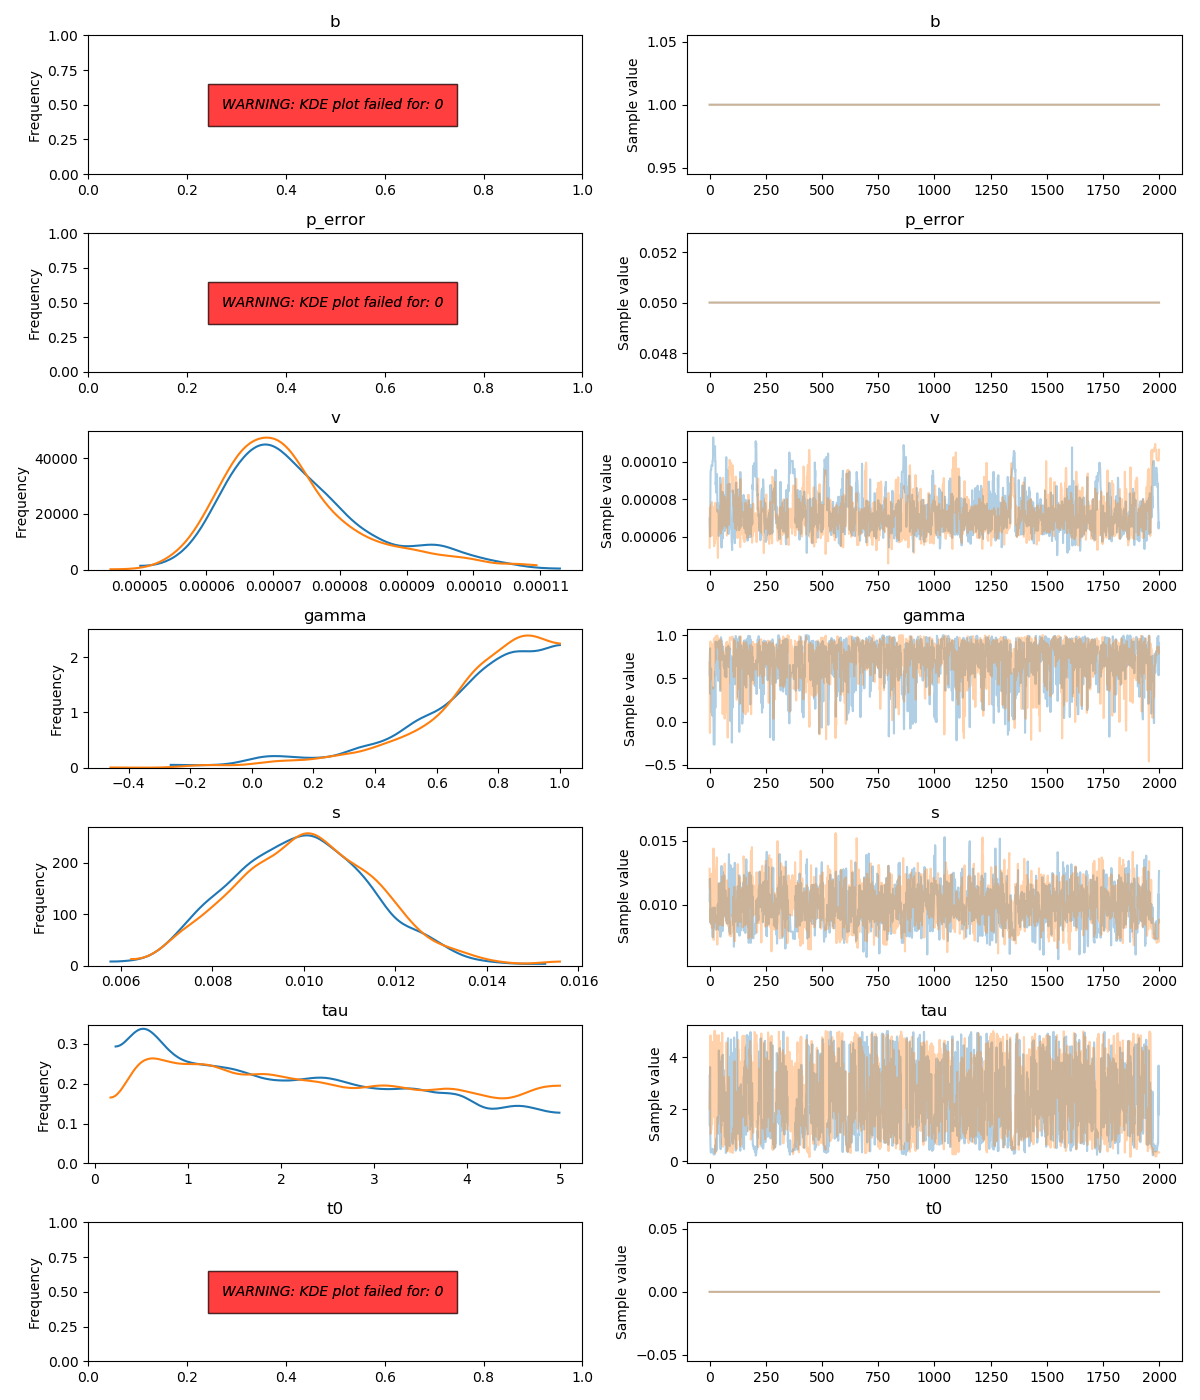 b
1.00
0.75
0.50
0.25
0.00
Frequency
WARNING: KDE plot failed for: 0
0.0 0.2 0.4 0.6 0.8 1.0
b
1.05
1.00
0.95
Sample value
0 250 500 750 1000 1250 1500 1750 2000
p_error
1.00
0.75
0.50
0.25
0.00
Frequency
WARNING: KDE plot failed for: 0
0.0 0.2 0.4 0.6 0.8 1.0
p_error
0.052
0.050
0.048
Sample value
0 250 500 750 1000 1250 1500 1750 2000
v
40000
20000
0
Frequency
0.00005 0.00006 0.00007 0.00008 0.00009 0.00010 0.00011
v
0.00010
0.00008
0.00006
Sample value
0 250 500 750 1000 1250 1500 1750 2000
gamma
2
1
0
Frequency
−0.4 −0.2 0.0 0.2 0.4 0.6 0.8 1.0
gamma
1.0
0.5
0.0
−0.5
Sample value
0 250 500 750 1000 1250 1500 1750 2000
s
200
100
0
Frequency
0.006 0.008 0.010 0.012 0.014 0.016
s
0.015
0.010
Sample value
0 250 500 750 1000 1250 1500 1750 2000
tau
0.3
0.2
0.1
0.0
Frequency
0 1 2 3 4 5
tau
4
2
0
Sample value
0 250 500 750 1000 1250 1500 1750 2000
t0
1.00
0.75
0.50
0.25
0.00
Frequency
WARNING: KDE plot failed for: 0
0.0 0.2 0.4 0.6 0.8 1.0
t0
0.05
0.00
−0.05
Sample value
0 250 500 750 1000 1250 1500 1750 2000